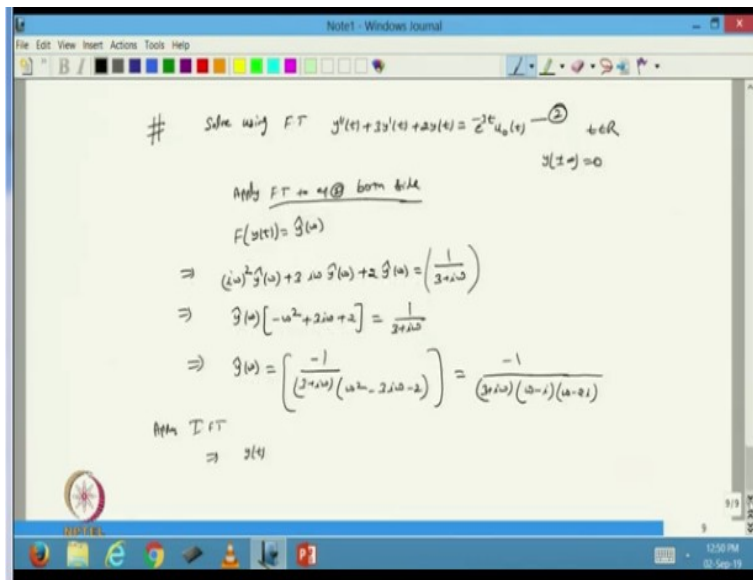 Note1 - Windows Journal
File Edit View Insert Actions Tools Help
# Solve using FT y''(t) + 3y'(t) + 2y(t) = e^{-3t} u₀(t) — ② t∈R
y(±∞) = 0
Apply FT to eq ② both side
F(y(t)) = ŷ(ω)
⇒ (iω)² ŷ(ω) + 3 iω ŷ(ω) + 2 ŷ(ω) = (1/(3+iω))
⇒ ŷ(ω) [-ω² + 3iω + 2] = 1/(3+iω)
⇒ ŷ(ω) = [-1/((3+iω)(ω² - 3iω - 2))] = -1/((3+iω)(ω-i)(ω-2i))
Apply IFT
⇒ y(t)
NPTEL
9/9
9
12:50 PM
02-Sep-19